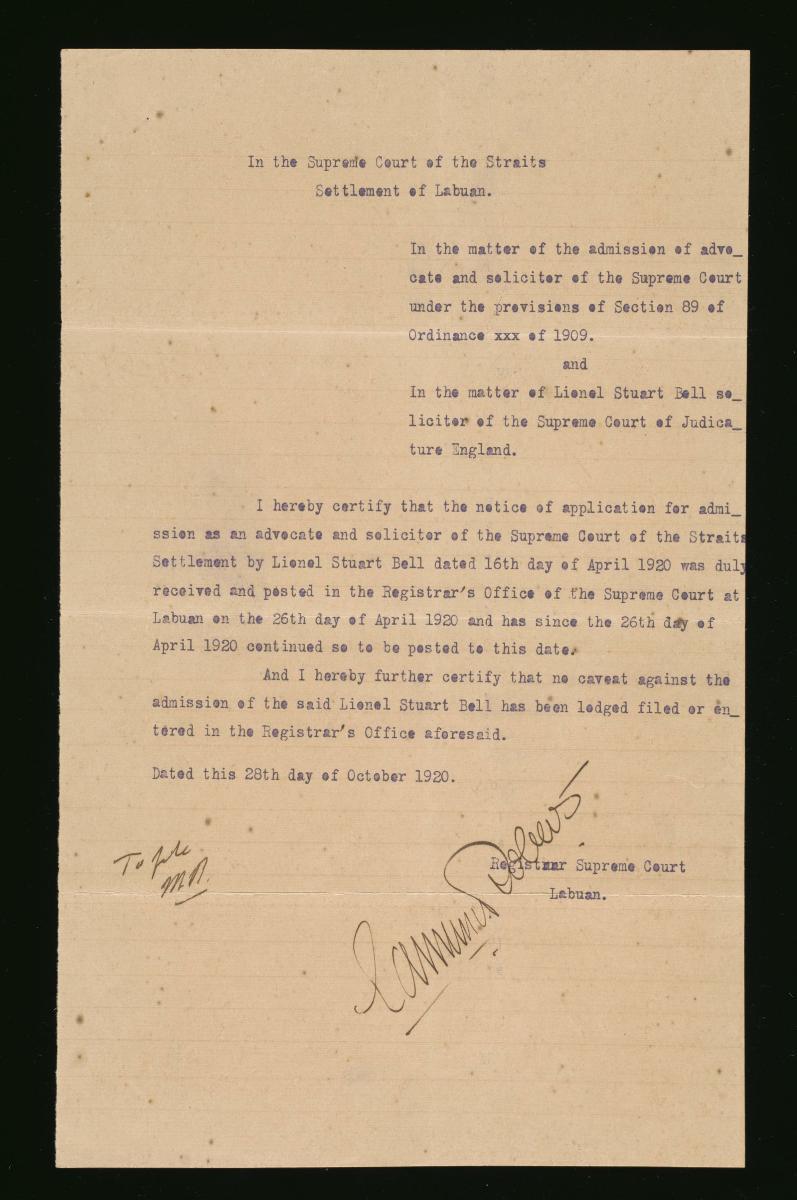 In the Supreme Court of the Straits
Settlement of Labuan.
In the matter of the admission of advo_
cate and solicitor of the Supreme Court
under the provisions of Section 89 of
Ordinance xxx of 1909.
and
In the matter of Lionel Stuart Bell so_
licitor of the Supreme Court of Judica_
ture England.
I hereby certify that the notice of application for admi_
ssion as an advocate and solicitor of the Supreme Court of the Straits
Settlement by Lionel Stuart Bell dated 16th day of April 1920 was duly
received and posted in the Registrar's Office of the Supreme Court at
Labuan on the 26th day of April 1920 and has since the 26th day of
April 1920 continued so to be posted to this date.
And I hereby further certify that no caveat against the
admission of the said Lionel Stuart Bell has been lodged filed or en_
tered in the Registrar's Office aforesaid.
Dated this 28th day of October 1920.
To file
Registrar Supreme Court
Labuan.